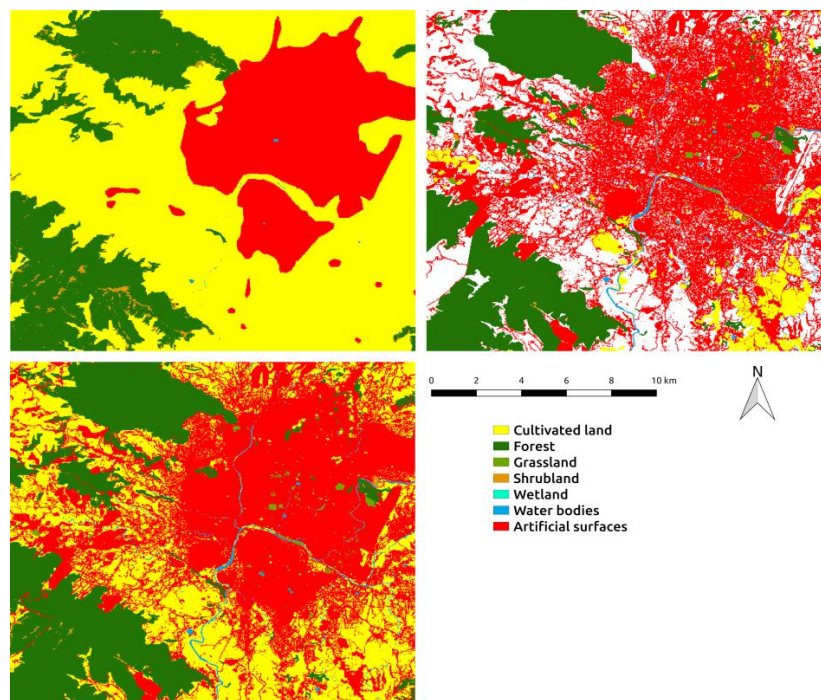 N
0 2 4 6 8 10 km
Cultivated land
Forest
Grassland
Shrubland
Wetland
Water bodies
Artificial surfaces